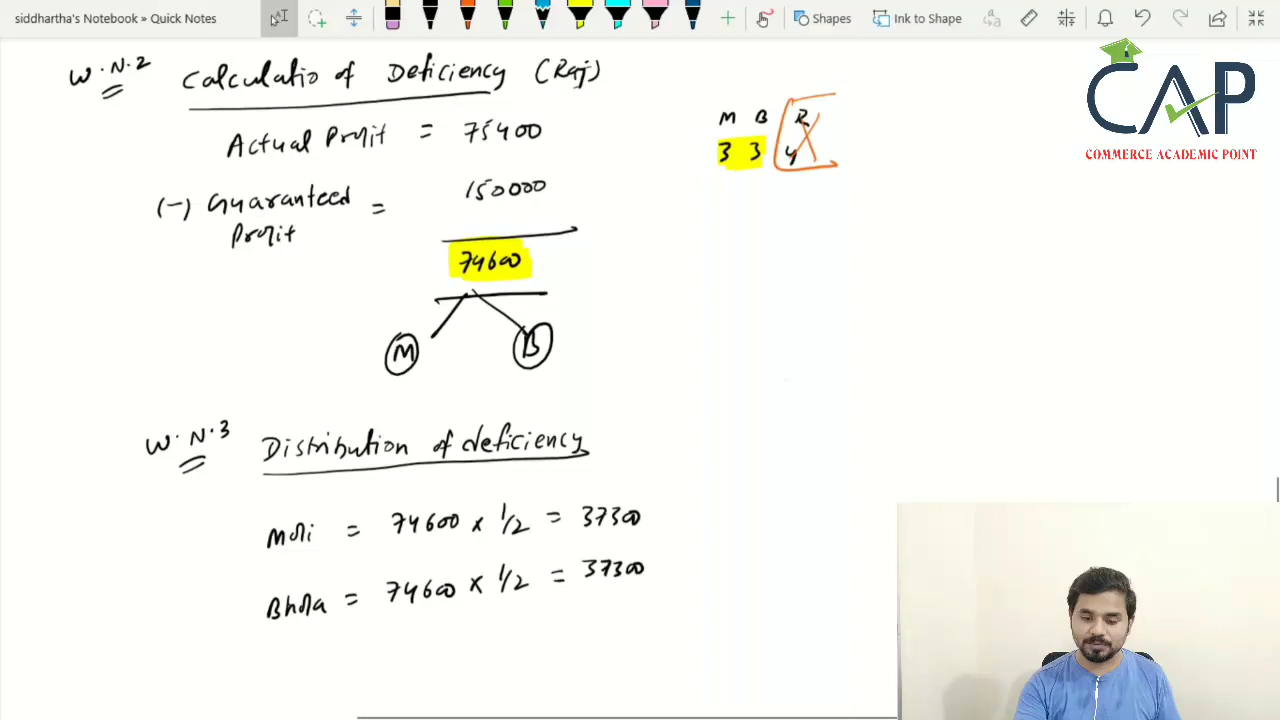 siddhartha's Notebook » Quick Notes
Shapes
Ink to Shape
CAP
COMMERCE ACADEMIC POINT
W.N.2 Calculatio of Deficiency (Raj)
M B R
3 3 4
Actual Profit = 75400
(-) Guaranteed Profit = 150000
74600
M B
W.N.3 Distribution of deficiency
Moti = 74600 × 1/2 = 37300
Bhola = 74600 × 1/2 = 37300